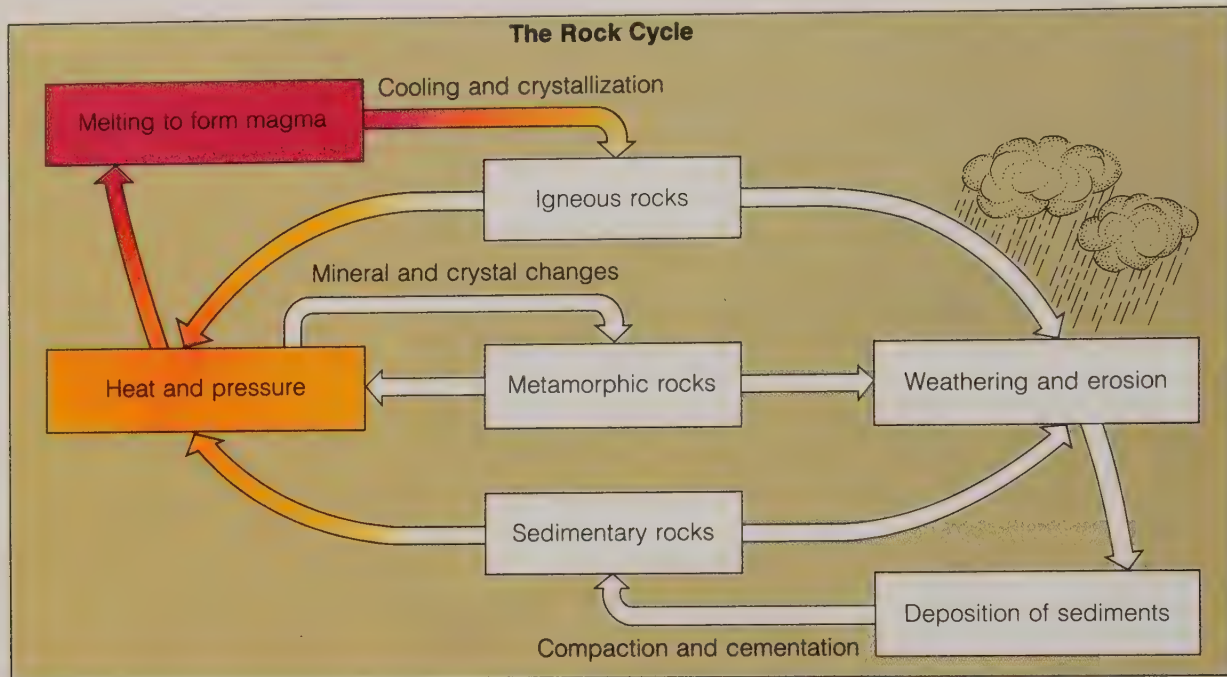 The Rock Cycle
Cooling and crystallization
Melting to form magma
Igneous rocks
Mineral and crystal changes
Heat and pressure
Metamorphic rocks
Weathering and erosion
Sedimentary rocks
Deposition of sediments
Compaction and cementation